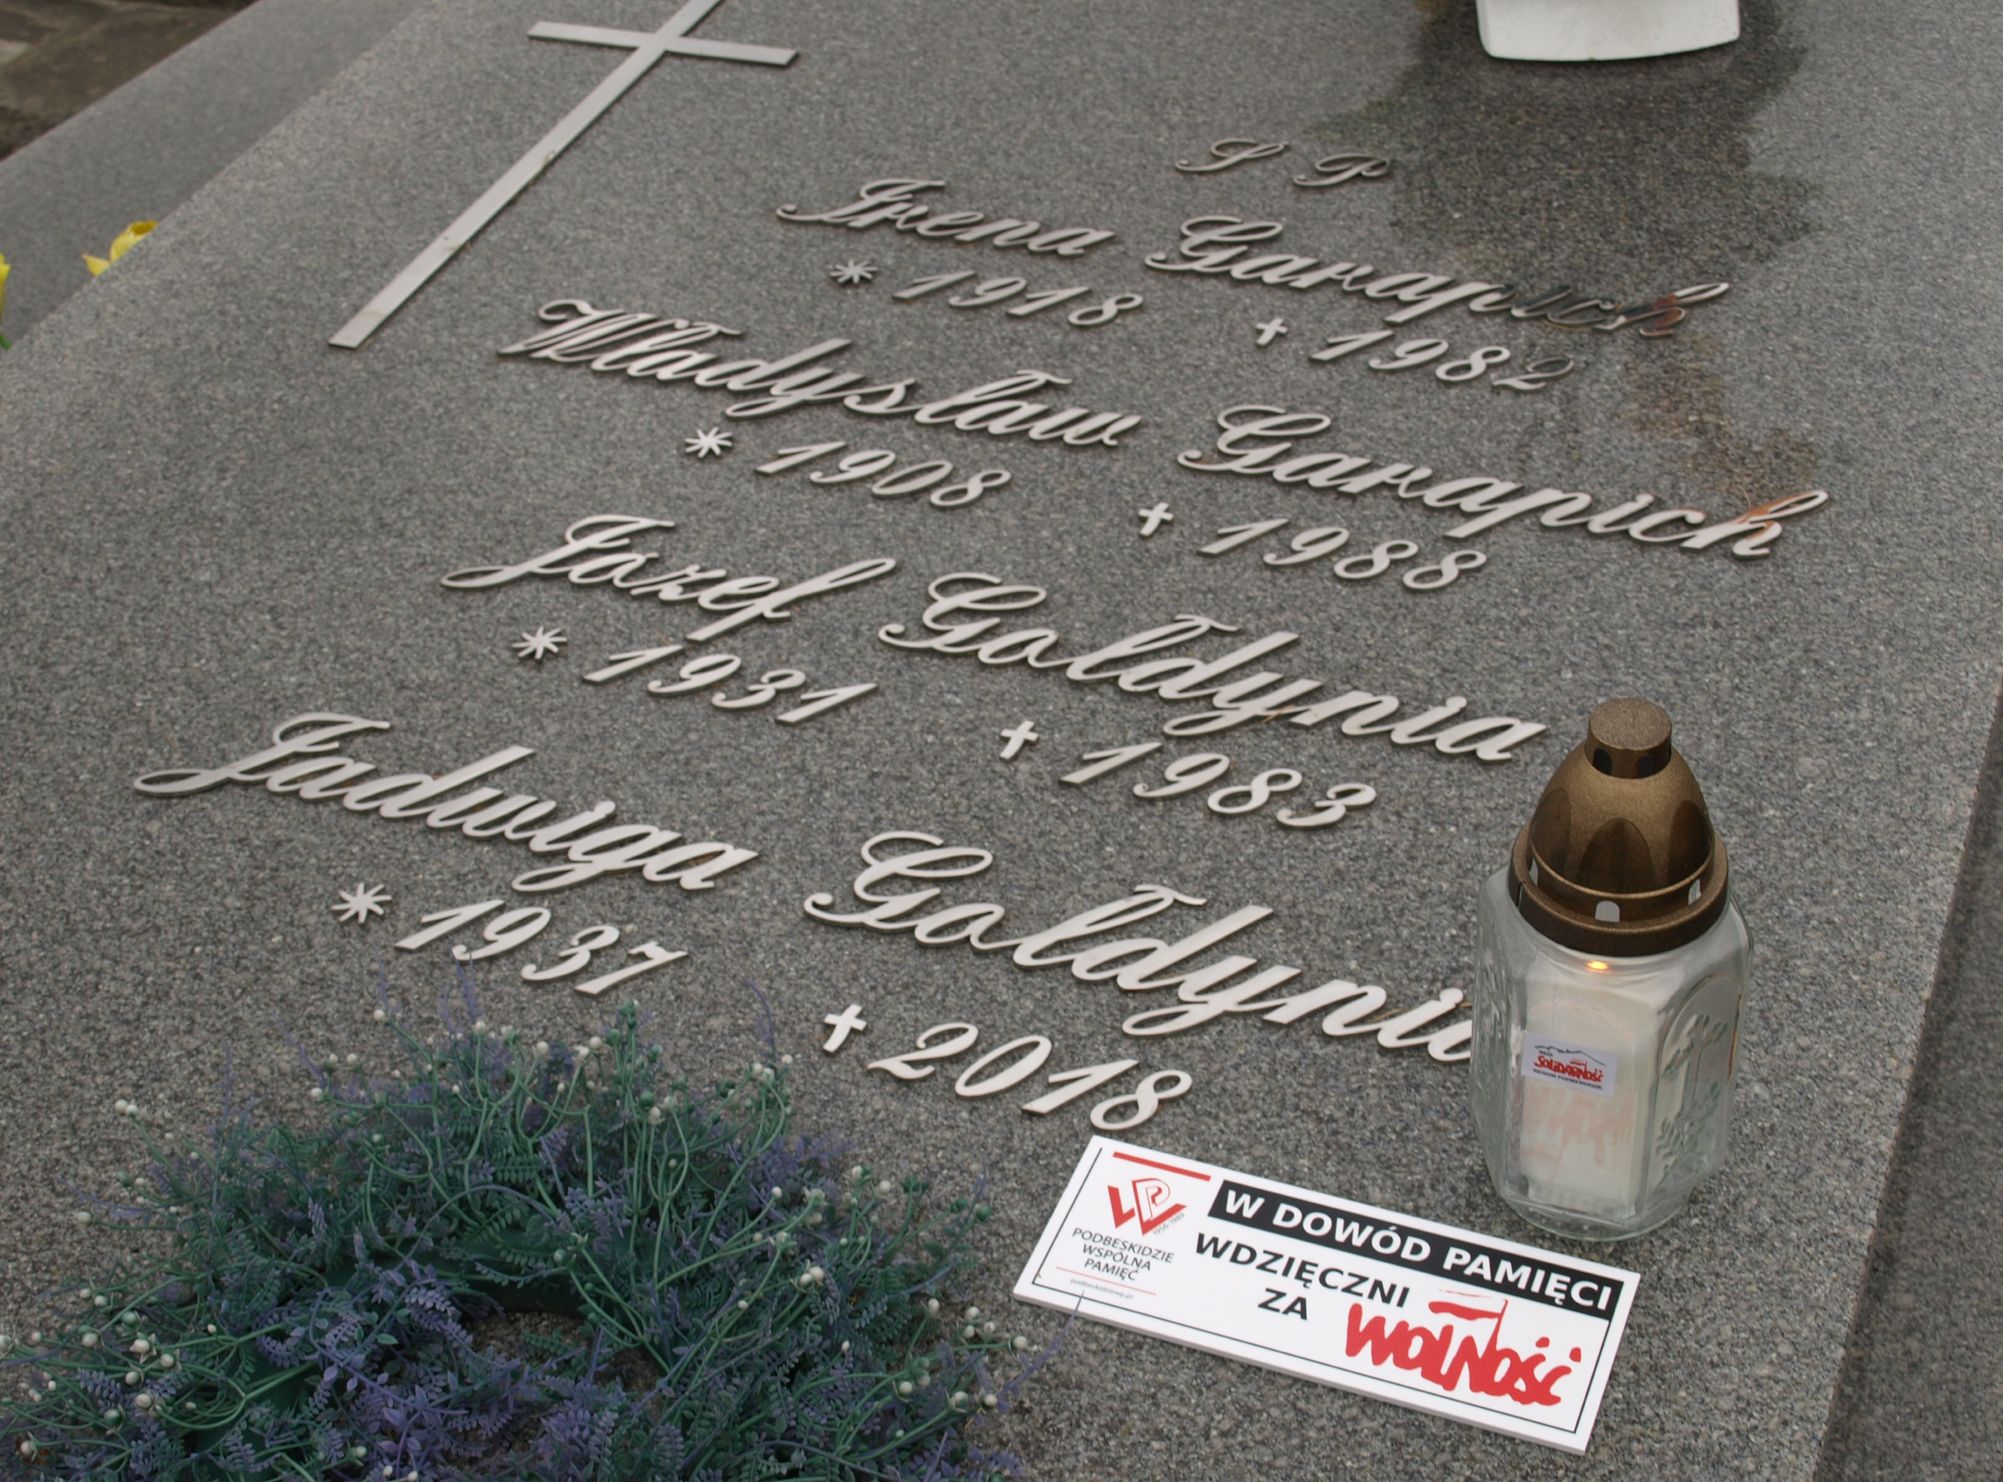 S P
Irena Garapich
* 1918 + 1982
Władysław Garapich
* 1908 + 1988
Józef Gołdynia
* 1931 + 1983
Jadwiga Gołdynia
* 1937 + 2018
SOLIDARNOŚĆ
PODBESKIDZIE
WSPÓLNA
PAMIĘĆ
W DOWÓD PAMIĘCI
WDZIĘCZNI
ZA WOLNOŚĆ